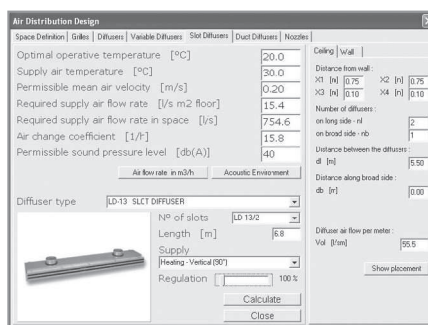 Air Distribution Design
Space Definition | Grilles | Diffusers | Variable Diffusers | Slot Diffusers | Duct Diffusers | Nozzles
Optimal operative temperature [ºC] 20.0
Supply air temperature [ºC] 30.0
Permissible mean air velocity [m/s] 0.20
Required supply air flow rate [l/s m2 floor] 15.4
Required supply air flow rate in space [l/s] 754.6
Air change coefficient [1/r] 15.8
Permissible sound pressure level [db(A)] 40
Air flow rate in m3/h Acoustic Environment
Diffuser type LD-13 SLCT DIFFUSER
Nº of slots LD 13/2
Length [m] 6.8
Supply
Heating - Vertical (90°)
Regulation 100 %
Calculate
Close
Ceiling | Wall
Distance from wall :
X1 [n] 0.75 X2 [n] 0.75
X3 [n] 0.10 X4 [n] 0.10
Number of diffusers :
on long side - nl 2
on broad side - nb 1
Distance between the diffusers :
dl [m] 5.50
Distance along broad side :
db [m] 0.00
Diffuser air flow per meter :
Vol [l/sm] 55.5
Show placement